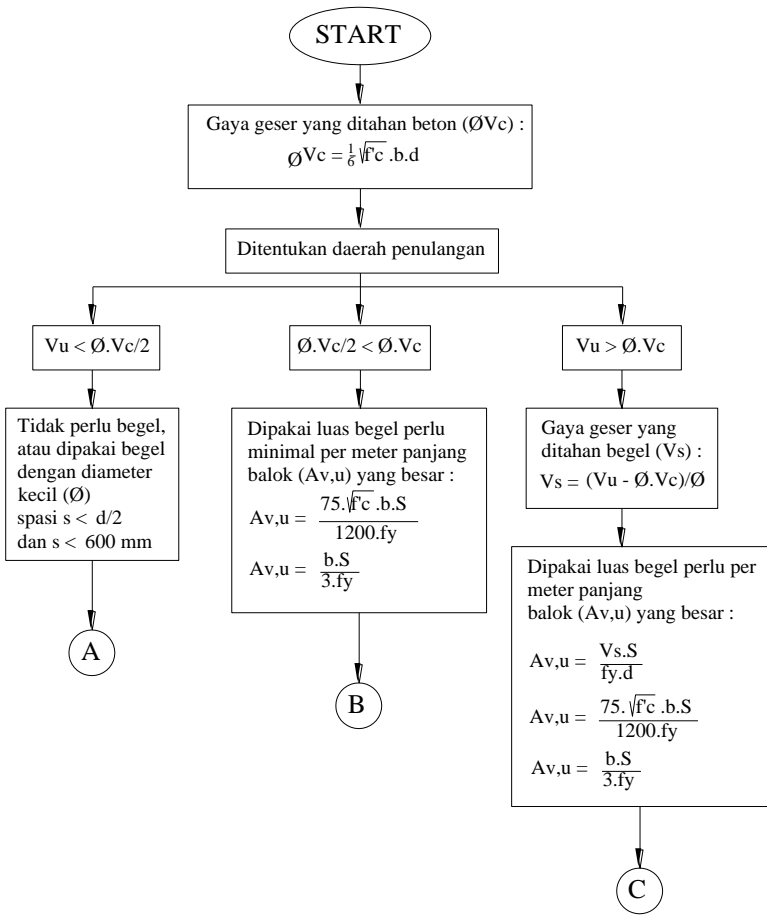 START
Gaya geser yang ditahan beton (ØVc) :
ØVc = 1/6 √f'c .b.d
Ditentukan daerah penulangan
Vu < Ø.Vc/2
Ø.Vc/2 < Ø.Vc
Vu > Ø.Vc
Tidak perlu begel,
atau dipakai begel
dengan diameter
kecil (Ø)
spasi s < d/2
dan s < 600 mm
A
Dipakai luas begel perlu
minimal per meter panjang
balok (Av,u) yang besar :
Av,u = 75.√f'c .b.S / 1200.fy
Av,u = b.S / 3.fy
B
Gaya geser yang
ditahan begel (Vs) :
Vs = (Vu - Ø.Vc)/Ø
Dipakai luas begel perlu per
meter panjang
balok (Av,u) yang besar :
Av,u = Vs.S / fy.d
Av,u = 75.√f'c .b.S / 1200.fy
Av,u = b.S / 3.fy
C